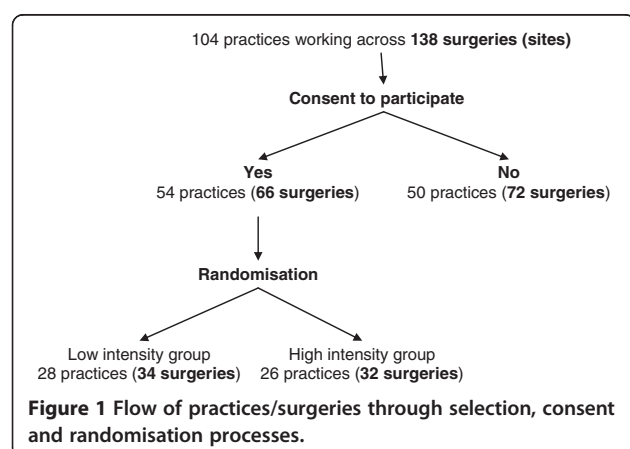 104 practices working across 138 surgeries (sites)
Consent to participate
Yes
54 practices (66 surgeries)
No
50 practices (72 surgeries)
Randomisation
Low intensity group
28 practices (34 surgeries)
High intensity group
26 practices (32 surgeries)
Figure 1 Flow of practices/surgeries through selection, consent
and randomisation processes.